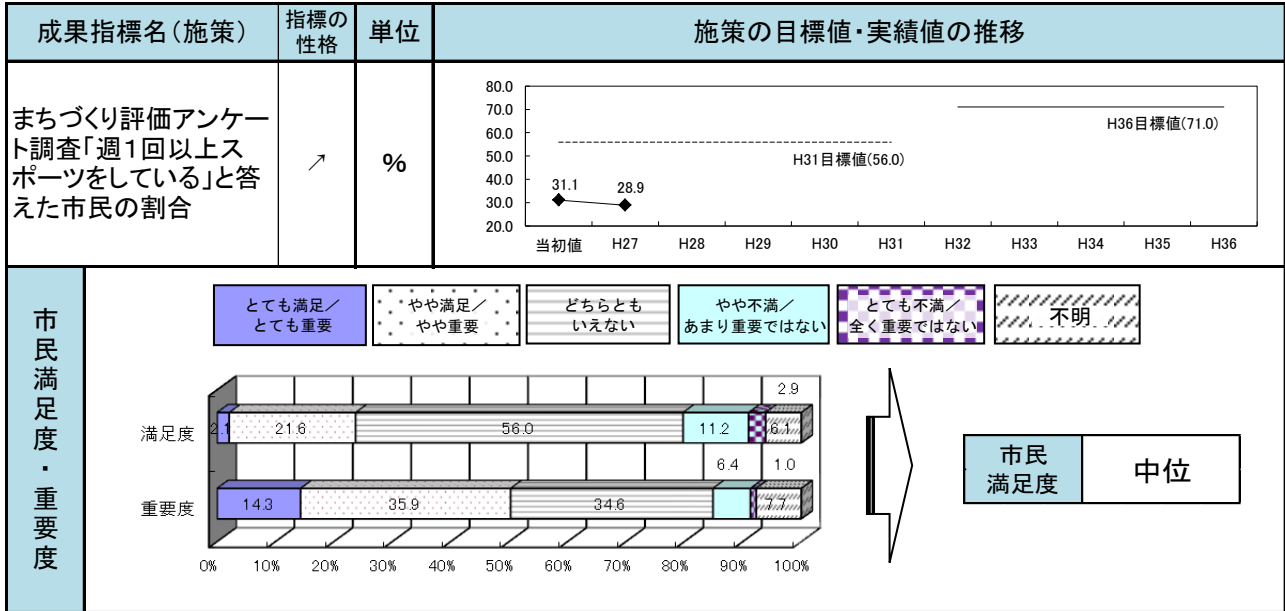 成果指標名（施策）
指標の
性格
単位
施策の目標値・実績値の推移
まちづくり評価アンケー
ト調査「週１回以上ス
ポーツをしている」と答
えた市民の割合
↗
%
80.0
70.0
60.0
50.0
40.0
30.0
20.0
31.1
28.9
H31目標値(56.0)
H36目標値(71.0)
当初値 H27 H28 H29 H30 H31 H32 H33 H34 H35 H36
市民満足度・重要度
とても満足／
とても重要
やや満足／
やや重要
どちらとも
いえない
やや不満／
あまり重要ではない
とても不満／
全く重要ではない
不明
2.9
満足度 2.1 21.6 56.0 11.2 6.1
6.4 1.0
重要度 14.3 35.9 34.6 7.7
0% 10% 20% 30% 40% 50% 60% 70% 80% 90% 100%
市民
満足度
中位